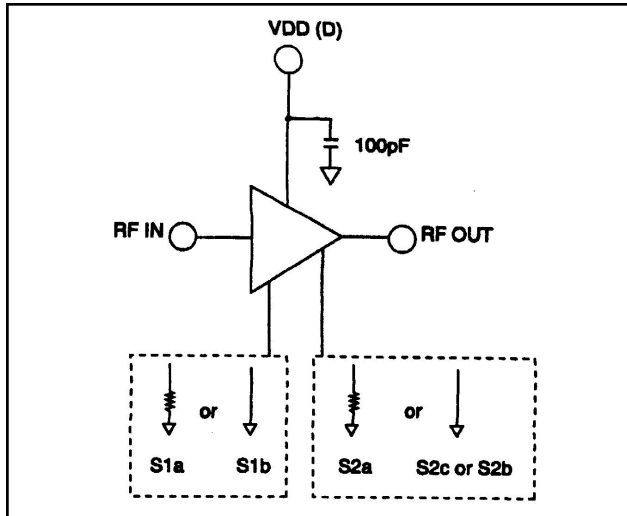 VDD (D)
100pF
RF IN
RF OUT
or
or
S1a
S1b
S2a
S2c or S2b